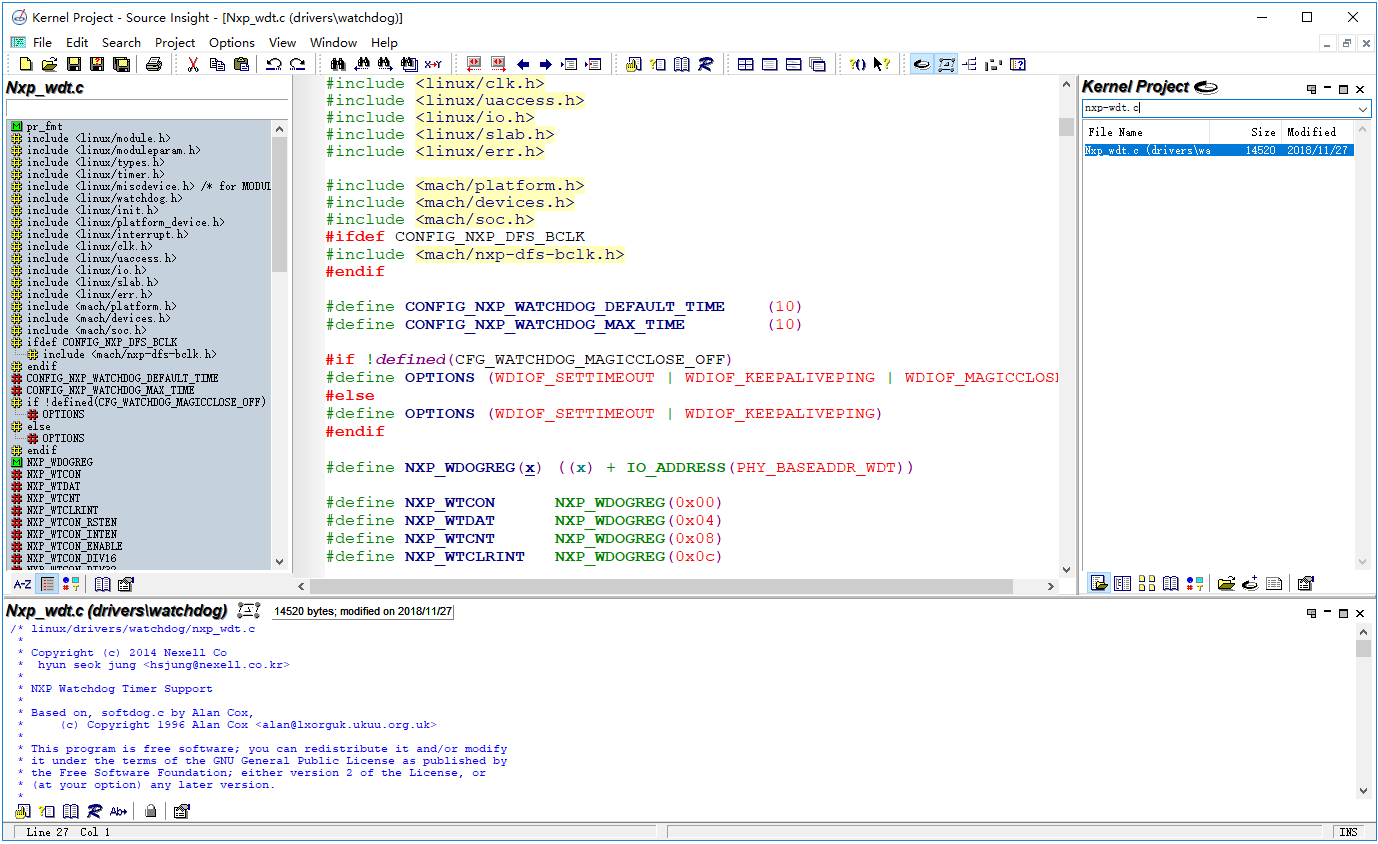 Kernel Project - Source Insight - [Nxp_wdt.c (drivers\watchdog)]
File Edit Search Project Options View Window Help
Nxp_wdt.c
pr_fmt
include <linux/module.h>
include <linux/moduleparam.h>
include <linux/types.h>
include <linux/timer.h>
include <linux/miscdevice.h> /* for MODUL
include <linux/watchdog.h>
include <linux/init.h>
include <linux/platform_device.h>
include <linux/interrupt.h>
include <linux/clk.h>
include <linux/uaccess.h>
include <linux/io.h>
include <linux/slab.h>
include <linux/err.h>
include <mach/platform.h>
include <mach/devices.h>
include <mach/soc.h>
ifdef CONFIG_NXP_DFS_BCLK
include <mach/nxp-dfs-bclk.h>
endif
CONFIG_NXP_WATCHDOG_DEFAULT_TIME
CONFIG_NXP_WATCHDOG_MAX_TIME
if !defined(CFG_WATCHDOG_MAGICCLOSE_OFF)
OPTIONS
else
OPTIONS
endif
NXP_WDOGREG
NXP_WTCON
NXP_WTDAT
NXP_WTCNT
NXP_WTCLRINT
NXP_WTCON_RSTEN
NXP_WTCON_INTEN
NXP_WTCON_ENABLE
NXP_WTCON_DIV16
NXP_WTCON_DIV32
A-Z
#include <linux/clk.h>
#include <linux/uaccess.h>
#include <linux/io.h>
#include <linux/slab.h>
#include <linux/err.h>
#include <mach/platform.h>
#include <mach/devices.h>
#include <mach/soc.h>
#ifdef CONFIG_NXP_DFS_BCLK
#include <mach/nxp-dfs-bclk.h>
#endif
#define CONFIG_NXP_WATCHDOG_DEFAULT_TIME (10)
#define CONFIG_NXP_WATCHDOG_MAX_TIME (10)
#if !defined(CFG_WATCHDOG_MAGICCLOSE_OFF)
#define OPTIONS (WDIOF_SETTIMEOUT | WDIOF_KEEPALIVEPING | WDIOF_MAGICCLOSE
#else
#define OPTIONS (WDIOF_SETTIMEOUT | WDIOF_KEEPALIVEPING)
#endif
#define NXP_WDOGREG(x) ((x) + IO_ADDRESS(PHY_BASEADDR_WDT))
#define NXP_WTCON NXP_WDOGREG(0x00)
#define NXP_WTDAT NXP_WDOGREG(0x04)
#define NXP_WTCNT NXP_WDOGREG(0x08)
#define NXP_WTCLRINT NXP_WDOGREG(0x0c)
Kernel Project
nxp-wdt.c
File Name Size Modified
Nxp_wdt.c (drivers\wa 14520 2018/11/27
Nxp_wdt.c (drivers\watchdog) 14520 bytes; modified on 2018/11/27
/* linux/drivers/watchdog/nxp_wdt.c
*
* Copyright (c) 2014 Nexell Co
* hyun seok jung <hsjung@nexell.co.kr>
*
* NXP Watchdog Timer Support
*
* Based on, softdog.c by Alan Cox,
* (c) Copyright 1996 Alan Cox <alan@lxorguk.ukuu.org.uk>
*
* This program is free software; you can redistribute it and/or modify
* it under the terms of the GNU General Public License as published by
* the Free Software Foundation; either version 2 of the License, or
* (at your option) any later version.
*
Line 27 Col 1 INS